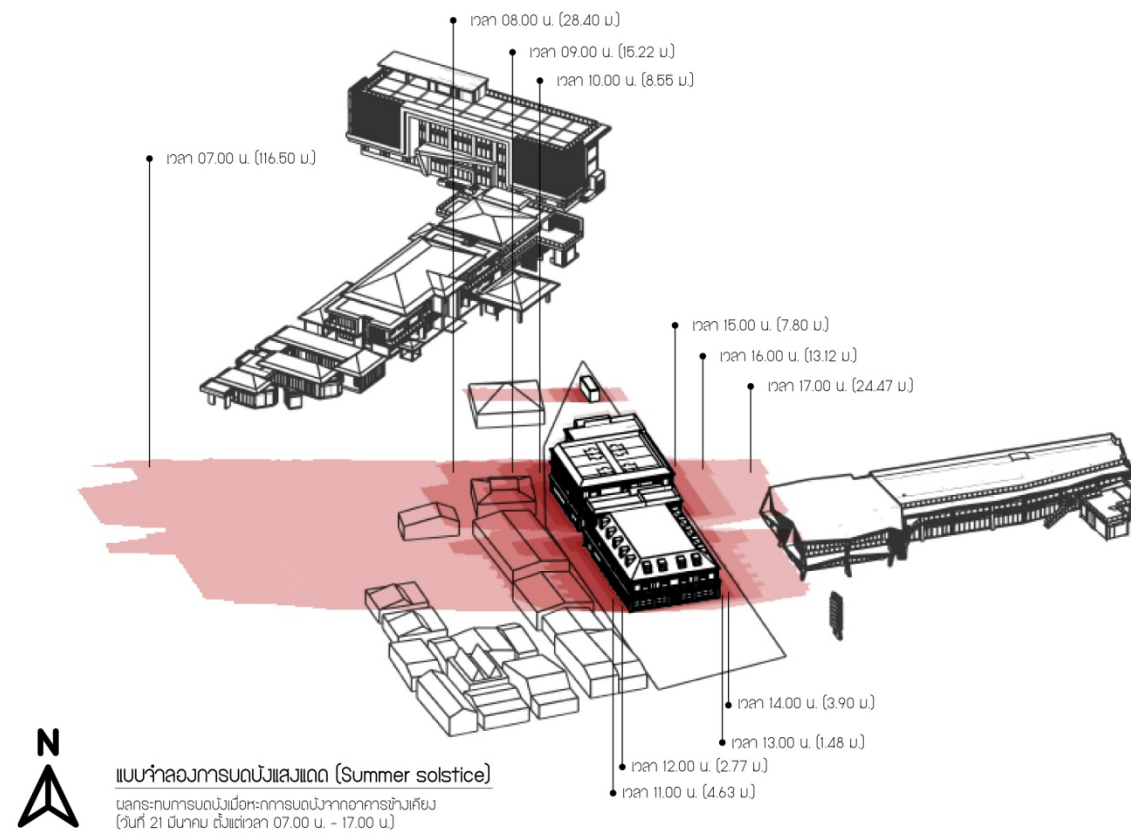 เวลา 08.00 น. (28.40 ม.)
เวลา 09.00 น. (15.22 ม.)
เวลา 10.00 น. (8.55 ม.)
เวลา 07.00 น. (116.50 ม.)
เวลา 15.00 น. (7.80 ม.)
เวลา 16.00 น. (13.12 ม.)
เวลา 17.00 น. (24.47 ม.)
เวลา 14.00 น. (3.90 ม.)
เวลา 13.00 น. (1.48 ม.)
เวลา 12.00 น. (2.77 ม.)
เวลา 11.00 น. (4.63 ม.)
N
แบบจำลองการบดบังแสงแดด (Summer solstice)
ผลกระทบการบดบังเมื่อหะกการบดบังจากอาคารข้างเคียง
(วันที่ 21 มีนาคม ตั้งแต่เวลา 07.00 น. - 17.00 น.)